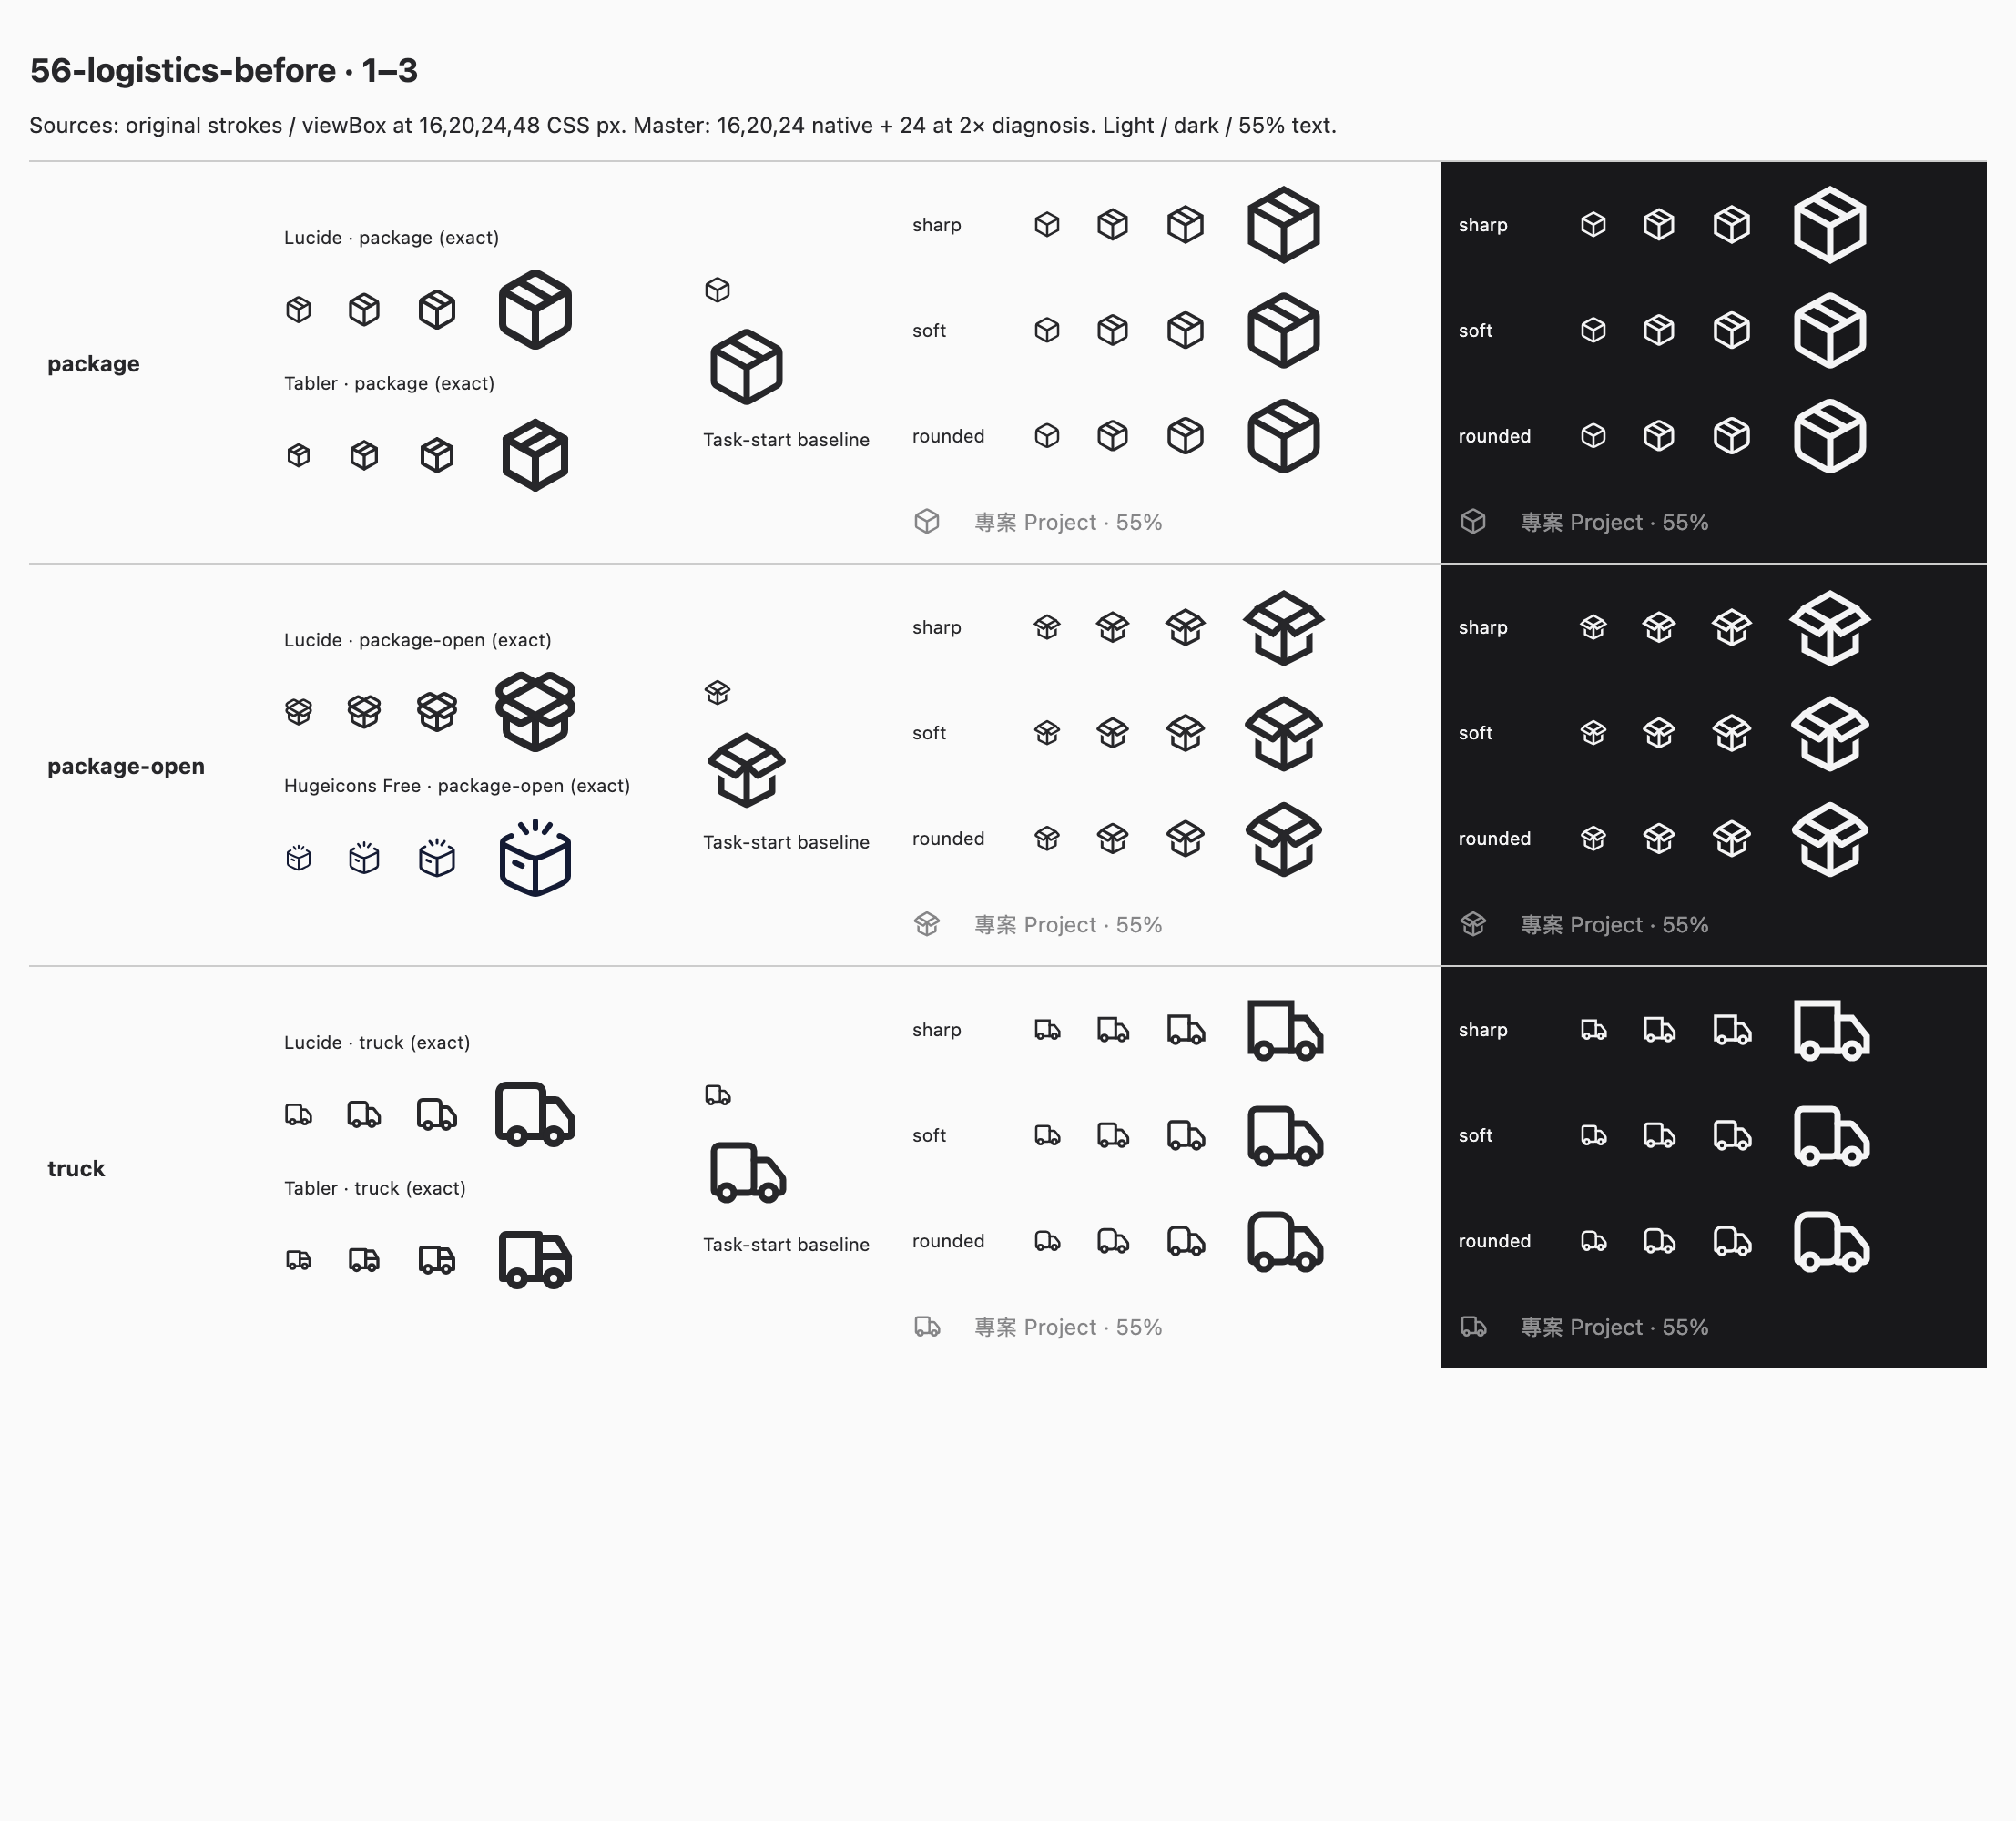 56-logistics-before · 1–3
Sources: original strokes / viewBox at 16,20,24,48 CSS px. Master: 16,20,24 native + 24 at 2× diagnosis. Light / dark / 55% text.
package
Lucide · package (exact)
Tabler · package (exact)
Task-start baseline
sharp
soft
rounded
專案 Project · 55%
sharp
soft
rounded
專案 Project · 55%
package-open
Lucide · package-open (exact)
Hugeicons Free · package-open (exact)
Task-start baseline
sharp
soft
rounded
專案 Project · 55%
sharp
soft
rounded
專案 Project · 55%
truck
Lucide · truck (exact)
Tabler · truck (exact)
Task-start baseline
sharp
soft
rounded
專案 Project · 55%
sharp
soft
rounded
專案 Project · 55%